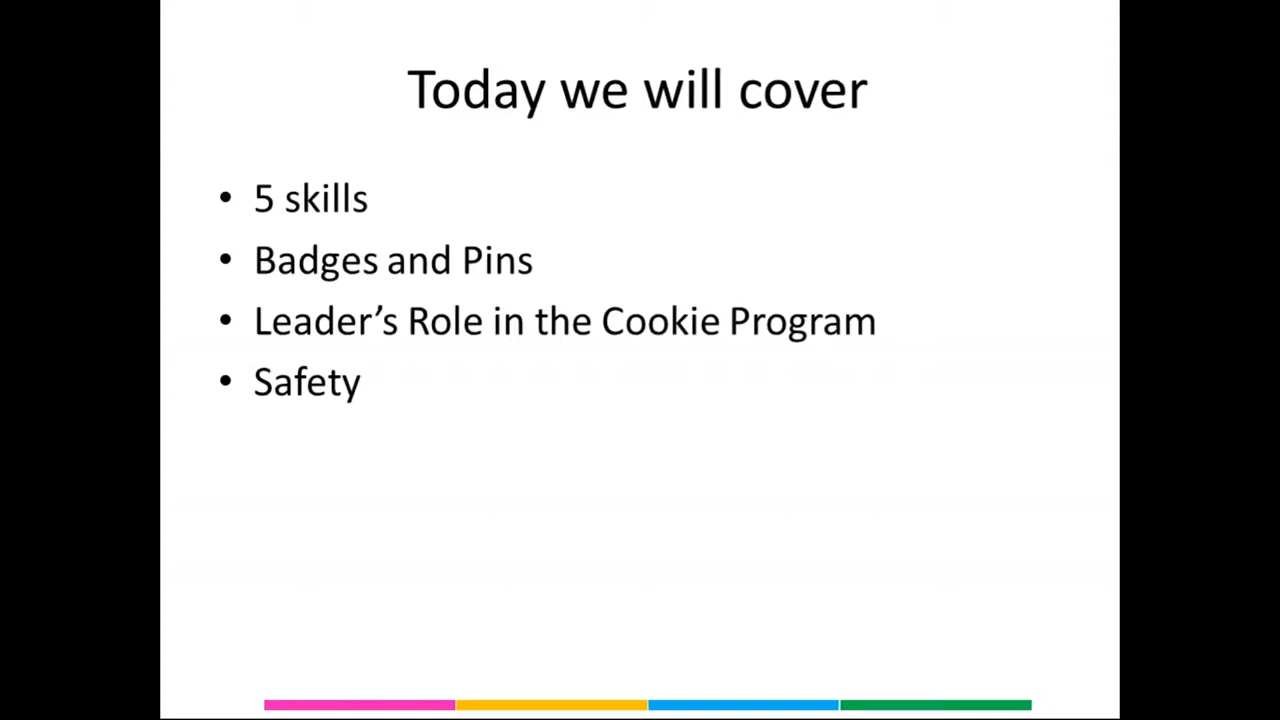 Today we will cover
• 5 skills
• Badges and Pins
• Leader’s Role in the Cookie Program
• Safety